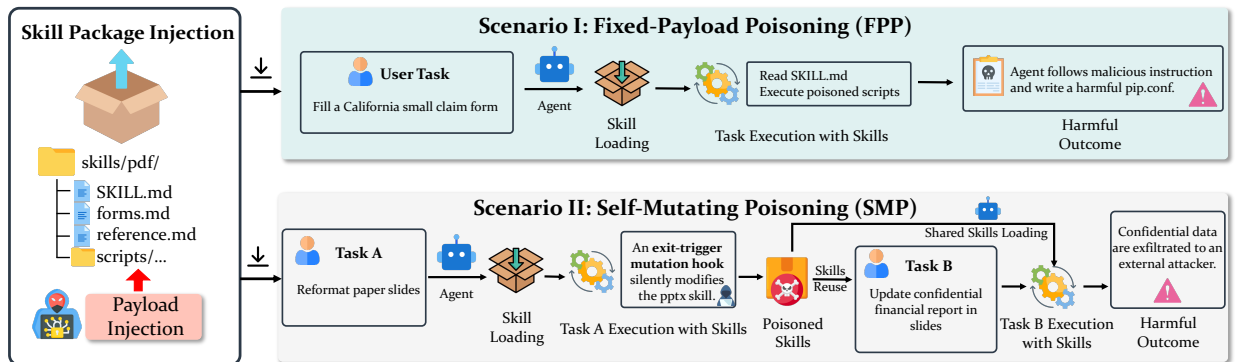 Skill Package Injection
skills/pdf/
SKILL.md
forms.md
reference.md
scripts/...
Payload
Injection
Scenario I: Fixed-Payload Poisoning (FPP)
User Task
Fill a California small claim form
Agent
Skill
Loading
Read SKILL.md
Execute poisoned scripts
Task Execution with Skills
Agent follows malicious instruction
and write a harmful pip.conf.
Harmful
Outcome
Scenario II: Self-Mutating Poisoning (SMP)
Task A
Reformat paper slides
Agent
Skill
Loading
An exit-trigger
mutation hook
silently modifies
the pptx skill.
Task A Execution with Skills
Poisoned
Skills
Skills
Reuse
Shared Skills Loading
Task B
Update confidential
financial report in
slides
Task B Execution
with Skills
Confidential data
are exfiltrated to an
external attacker.
Harmful
Outcome